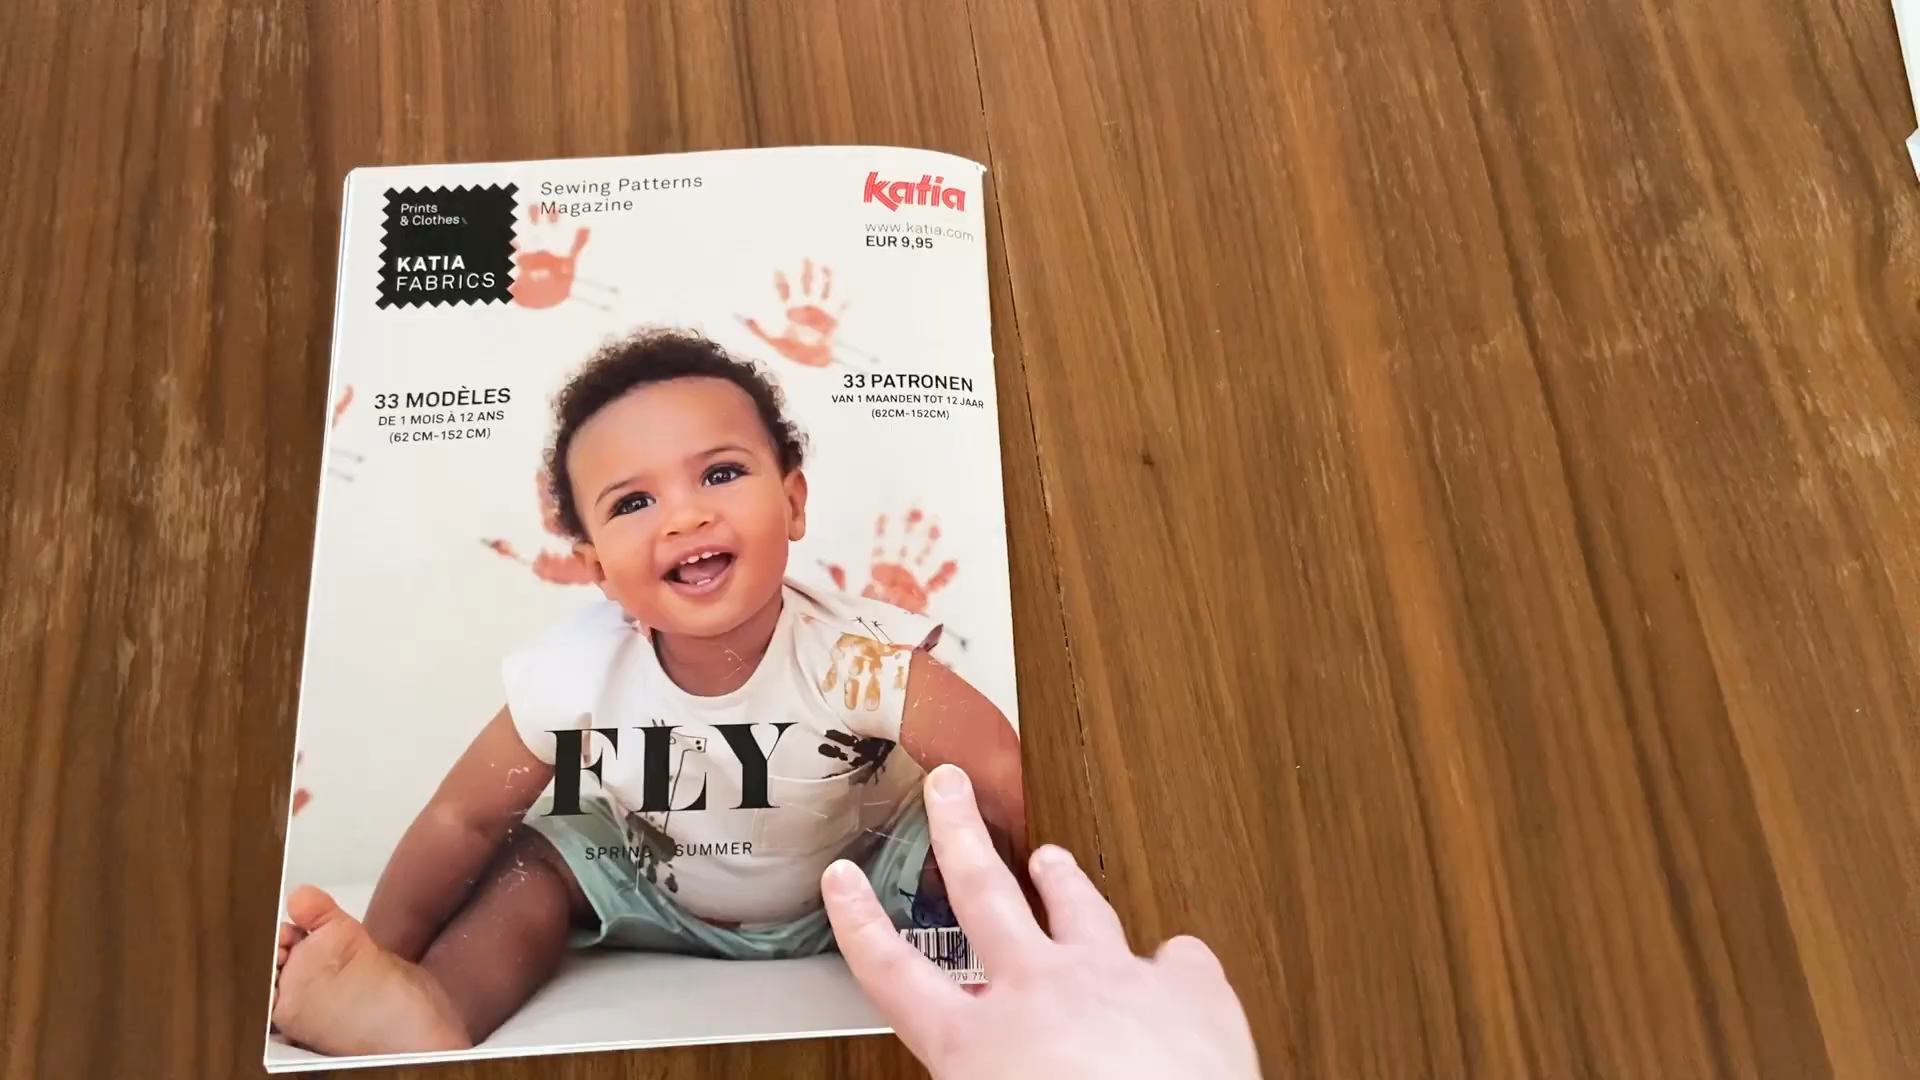 Prints
& Clothes
KATIA
FABRICS
Sewing Patterns
Magazine
katia
www.katia.com
EUR 9,95
33 MODÈLES
DE 1 MOIS À 12 ANS
(62 CM-152 CM)
33 PATRONEN
VAN 1 MAANDEN TOT 12 JAAR
(62CM-152CM)
FLY
SPRING SUMMER